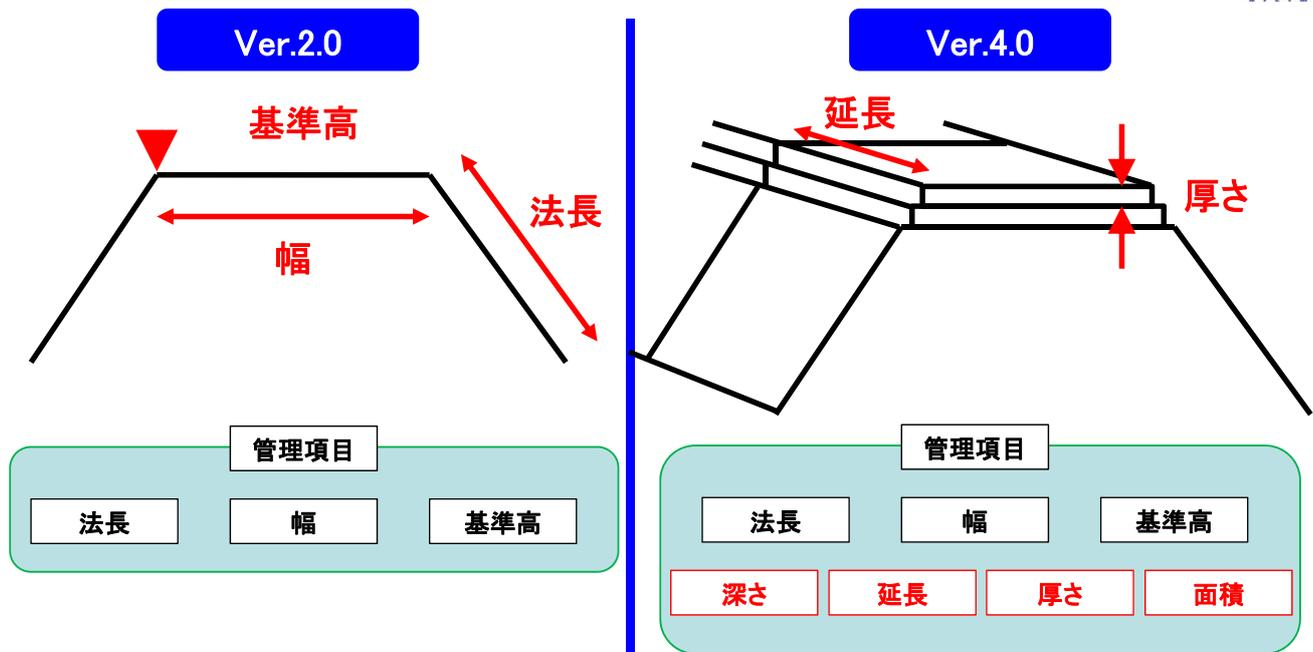 Ver.2.0
基準高
法長
幅
管理項目
法長 幅 基準高
Ver.4.0
延長
厚さ
管理項目
法長 幅 基準高
深さ 延長 厚さ 面積